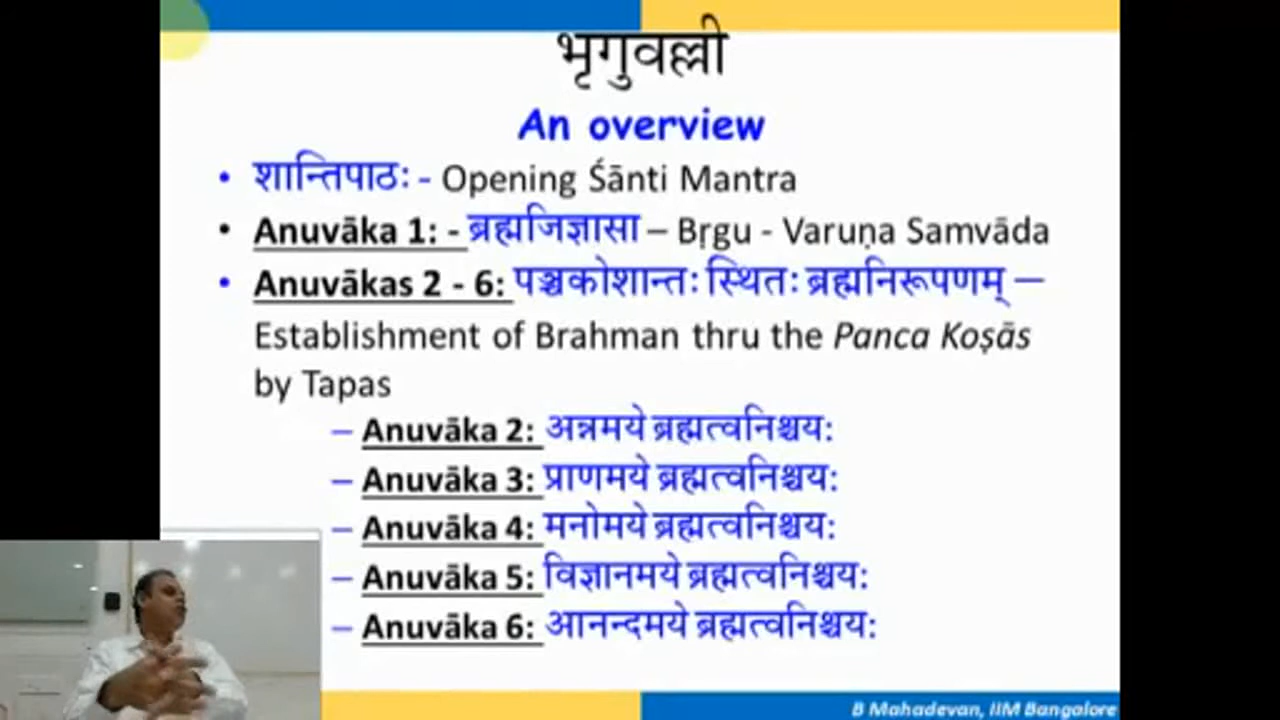 भृगुवल्ली
An overview
• शान्तिपाठः - Opening Śānti Mantra
• Anuvāka 1: - ब्रह्मजिज्ञासा – Bṛgu - Varuṇa Samvāda
• Anuvākas 2 - 6: पञ्चकोशान्तः स्थितः ब्रह्मनिरूपणम् –
Establishment of Brahman thru the Panca Koṣās
by Tapas
– Anuvāka 2: अन्नमये ब्रह्मत्वनिश्चय:
– Anuvāka 3: प्राणमये ब्रह्मत्वनिश्चय:
– Anuvāka 4: मनोमये ब्रह्मत्वनिश्चय:
– Anuvāka 5: विज्ञानमये ब्रह्मत्वनिश्चय:
– Anuvāka 6: आनन्दमये ब्रह्मत्वनिश्चय:
B Mahadevan, IIM Bangalore